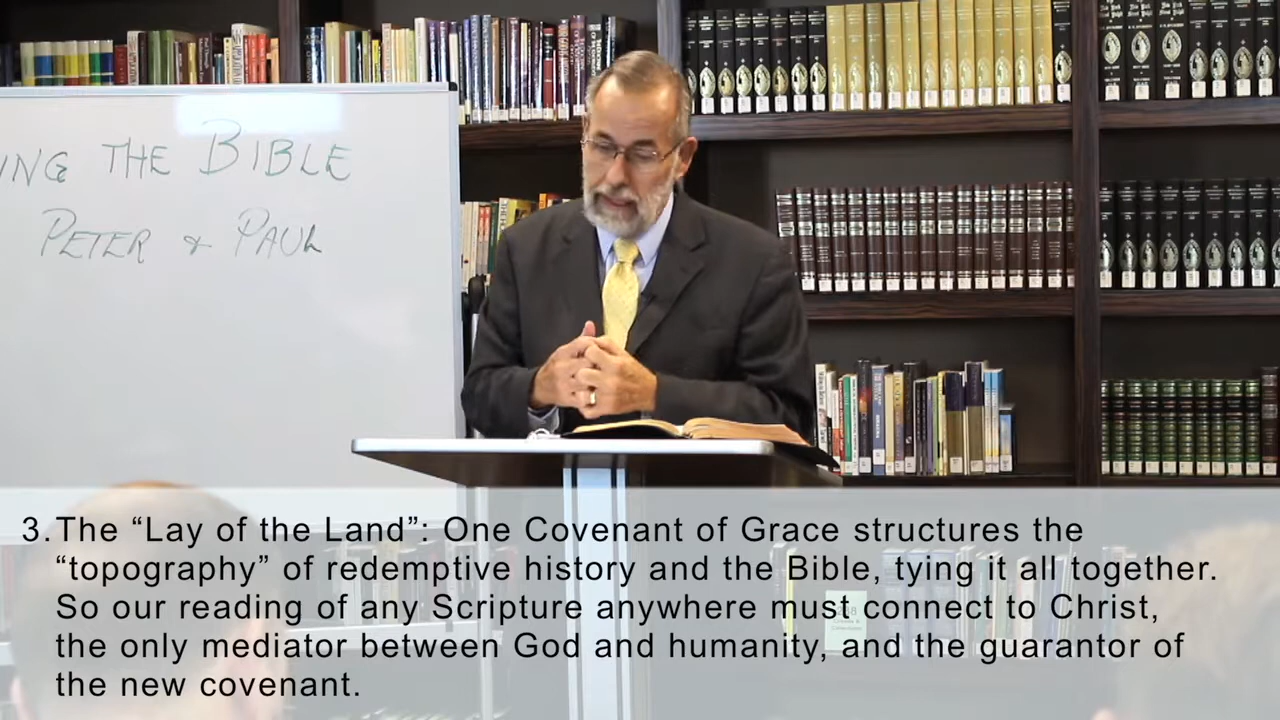 ING THE BIBLE
PETER & PAUL
3. The “Lay of the Land”: One Covenant of Grace structures the
“topography” of redemptive history and the Bible, tying it all together.
So our reading of any Scripture anywhere must connect to Christ,
the only mediator between God and humanity, and the guarantor of
the new covenant.